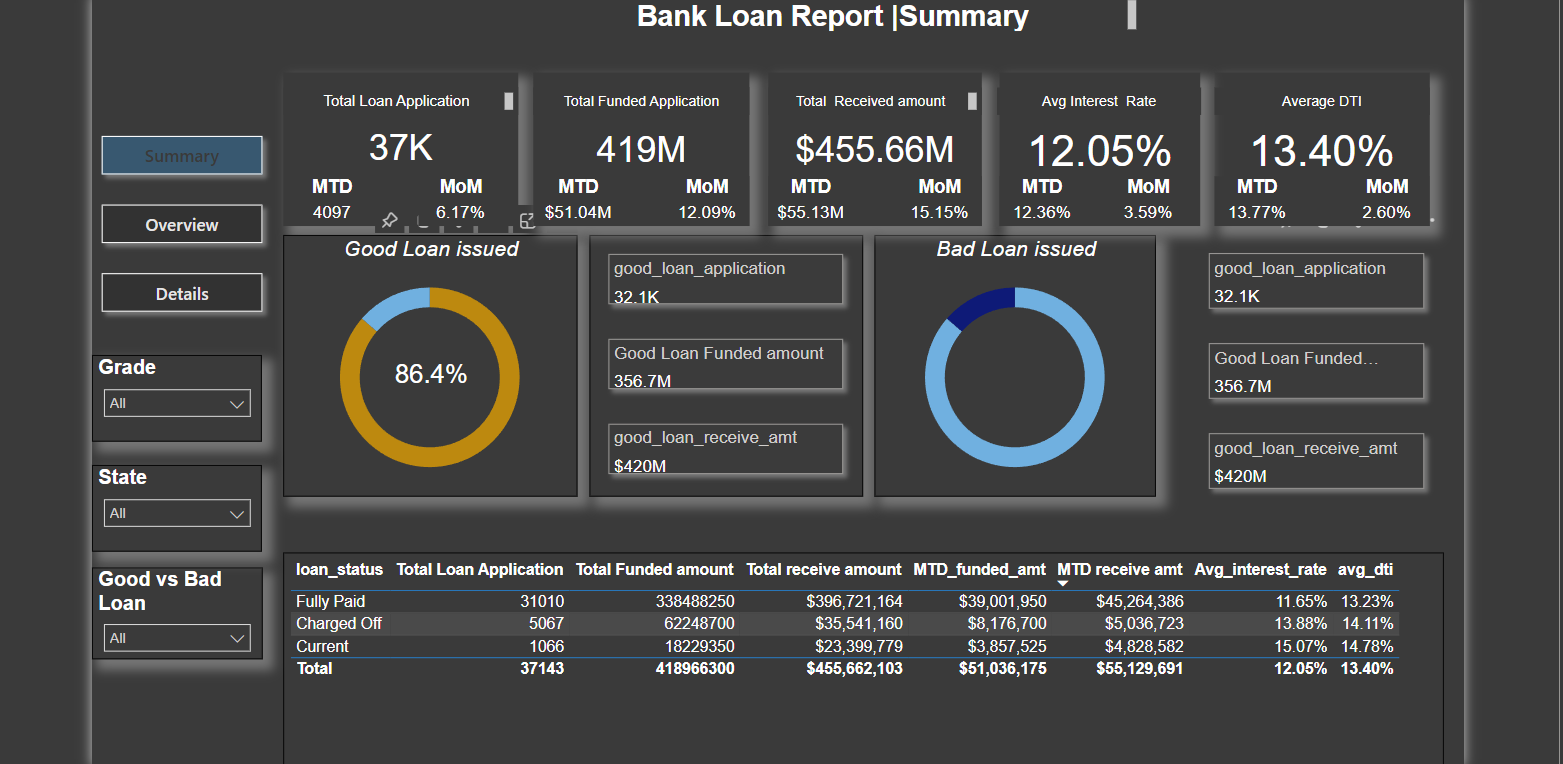 Bank Loan Report |Summary
Total Loan Application
37K
MTD MoM
4097 6.17%
Total Funded Application
419M
MTD MoM
$51.04M 12.09%
Total Received amount
$455.66M
MTD MoM
$55.13M 15.15%
Avg Interest Rate
12.05%
MTD MoM
12.36% 3.59%
Average DTI
13.40%
MTD MoM
13.77% 2.60%
Summary
Overview
Details
Grade
All
State
All
Good vs Bad
Loan
All
Good Loan issued
86.4%
good_loan_application
32.1K
Good Loan Funded amount
356.7M
good_loan_receive_amt
$420M
Bad Loan issued
good_loan_application
32.1K
Good Loan Funded...
356.7M
good_loan_receive_amt
$420M
loan_status Total Loan Application Total Funded amount Total receive amount MTD_funded_amt MTD receive amt Avg_interest_rate avg_dti
Fully Paid 31010 338488250 $396,721,164 $39,001,950 $45,264,386 11.65% 13.23%
Charged Off 5067 62248700 $35,541,160 $8,176,700 $5,036,723 13.88% 14.11%
Current 1066 18229350 $23,399,779 $3,857,525 $4,828,582 15.07% 14.78%
Total 37143 418966300 $455,662,103 $51,036,175 $55,129,691 12.05% 13.40%